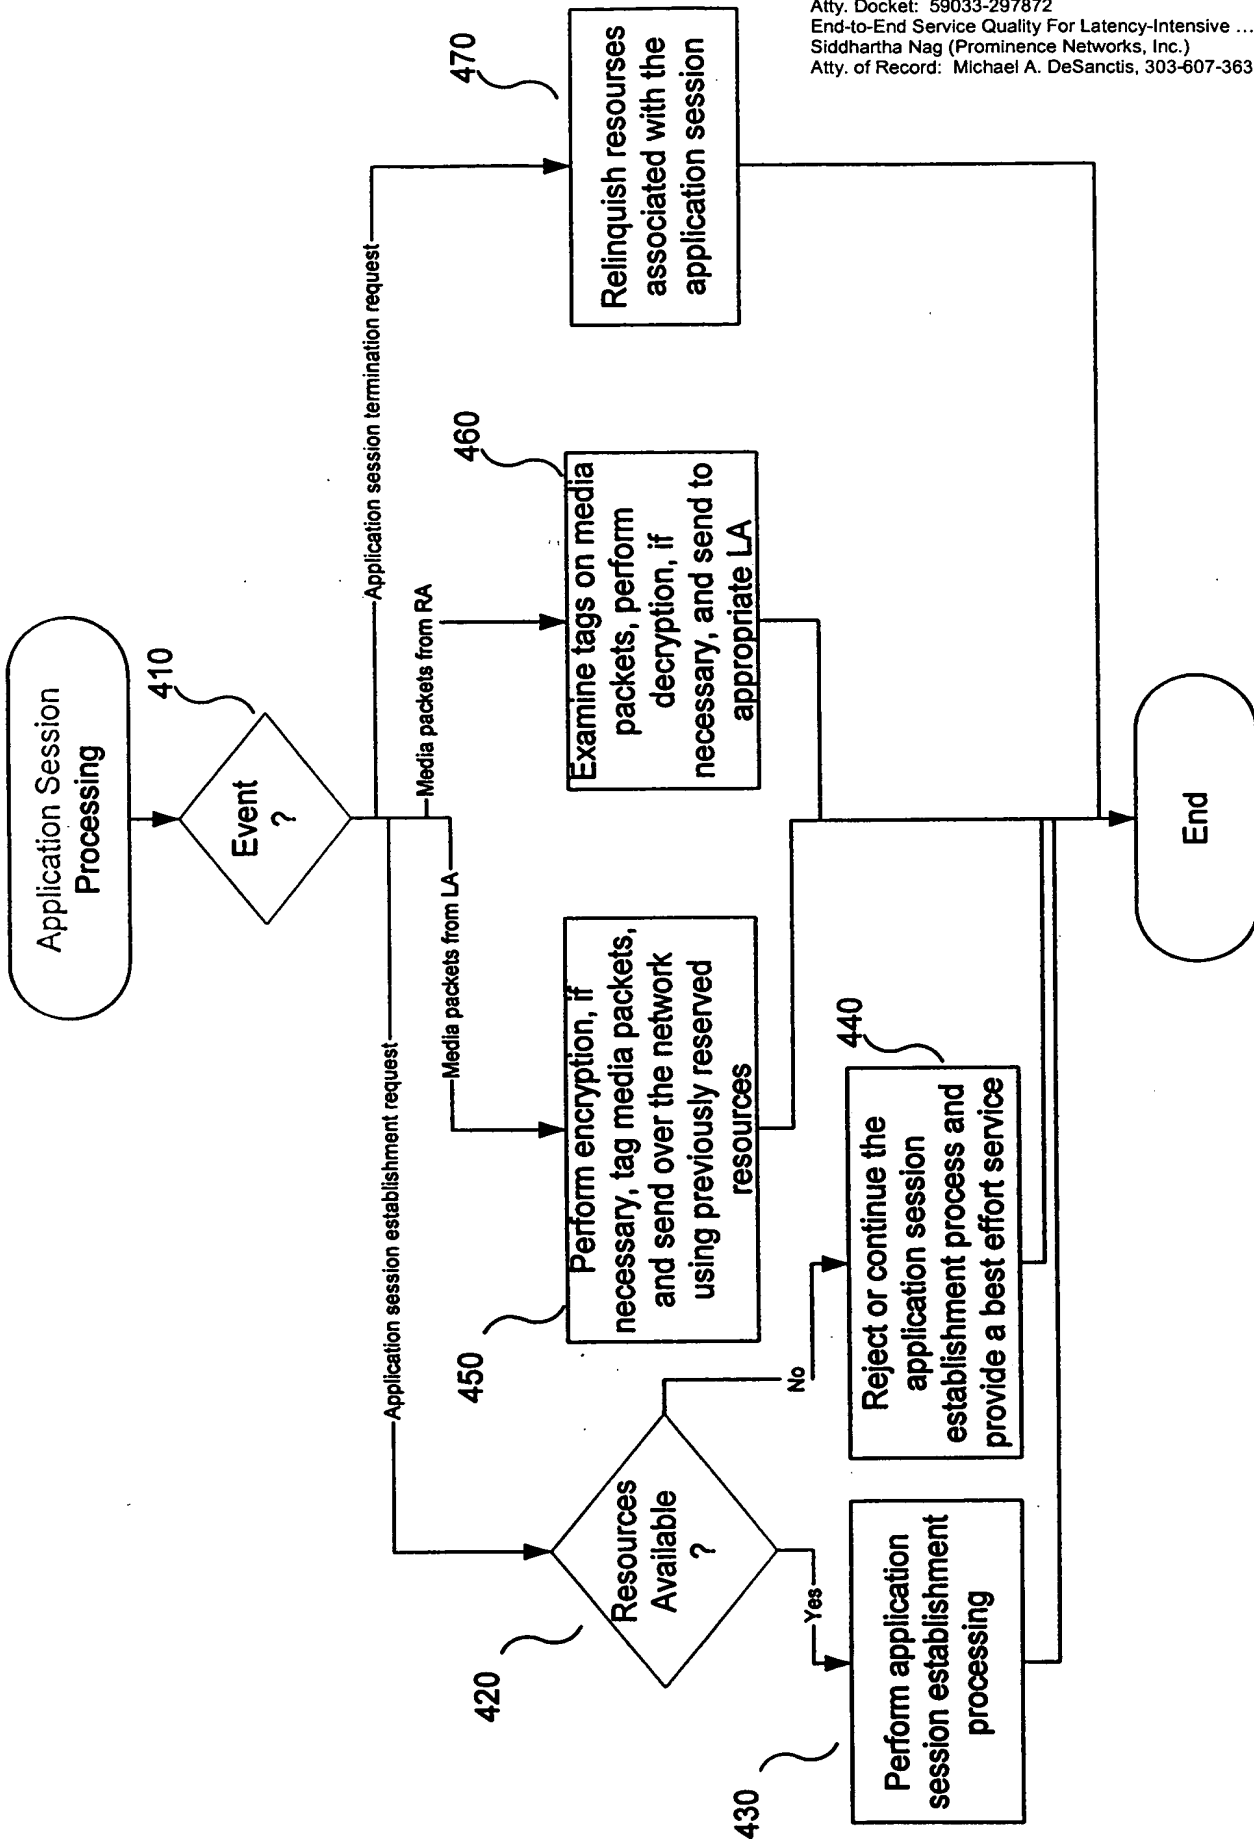 Atty. Docket: 59033-297872
End-to-End Service Quality For Latency-Intensive ...
Siddhartha Nag (Prominence Networks, Inc.)
Atty. of Record: Michael A. DeSanctis, 303-607-363
Application Session
Processing
410
Event
?
Application session establishment request
Media packets from LA
Media packets from RA
Application session termination request
420
Resources
Available
?
Yes
No
430
Perform application
session establishment
processing
440
Reject or continue the
application session
establishment process and
provide a best effort service
450
Perform encryption, if
necessary, tag media packets,
and send over the network
using previously reserved
resources
460
Examine tags on media
packets, perform
decryption, if
necessary, and send to
appropriate LA
470
Relinquish resourses
associated with the
application session
End